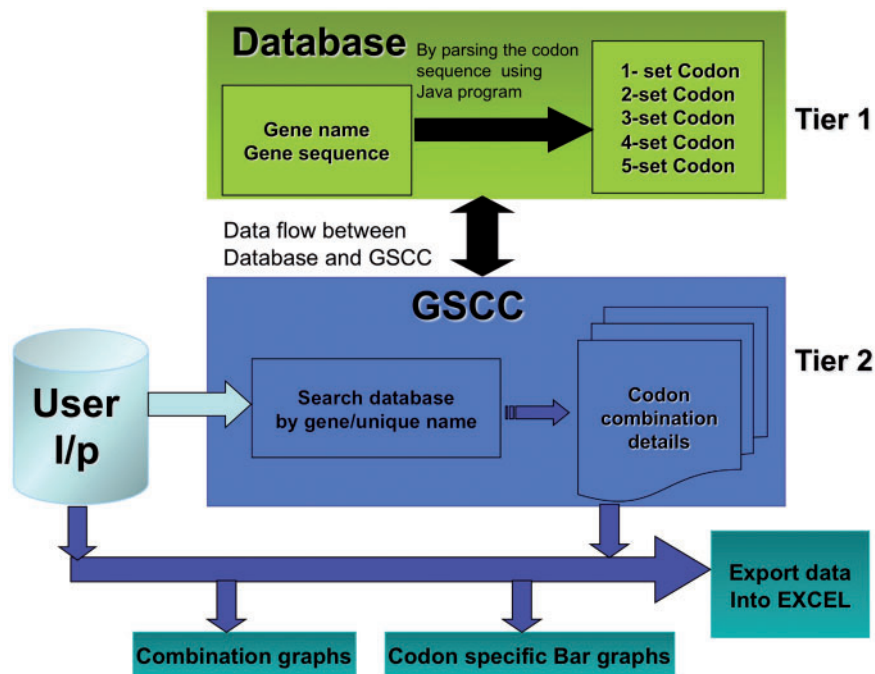 Database
By parsing the codon
sequence using
Java program
Gene name
Gene sequence
1- set Codon
2-set Codon
3-set Codon
4-set Codon
5-set Codon
Tier 1
Data flow between
Database and GSCC
GSCC
Tier 2
User
I/p
Search database
by gene/unique name
Codon
combination
details
Export data
Into EXCEL
Combination graphs
Codon specific Bar graphs